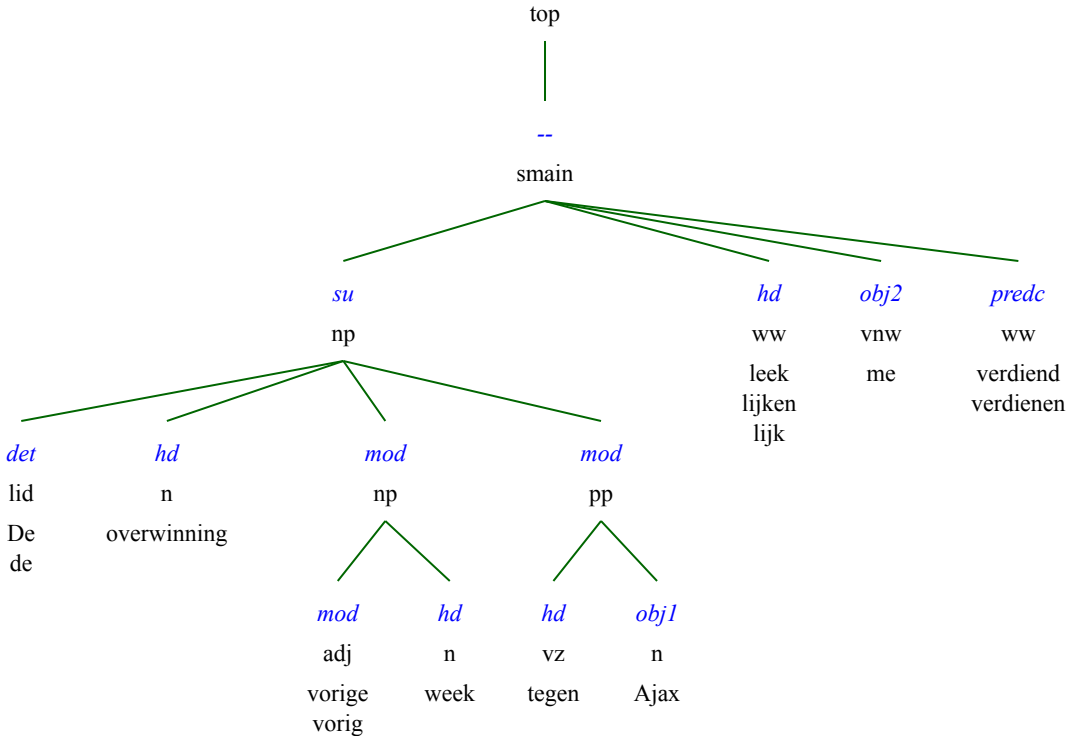 top
--
smain
su hd obj2 predc
np ww vnw ww
leek me verdiend
lijken verdienen
lijk
det hd mod mod
lid n np pp
De overwinning
de
mod hd hd obj1
adj n vz n
vorige week tegen Ajax
vorig